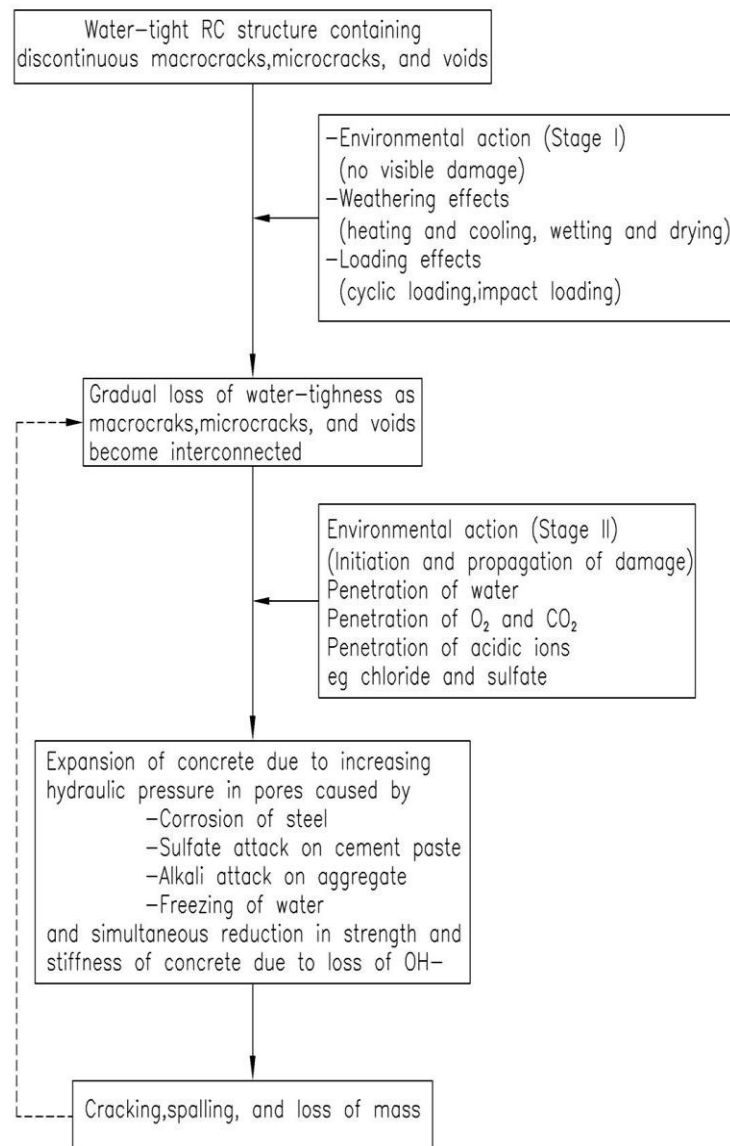 Water-tight RC structure containing
discontinuous macrocracks,microcracks, and voids
-Environmental action (Stage I)
(no visible damage)
-Weathering effects
(heating and cooling, wetting and drying)
-Loading effects
(cyclic loading,impact loading)
Gradual loss of water-tighness as
macrocraks,microcracks, and voids
become interconnected
Environmental action (Stage II)
(Initiation and propagation of damage)
Penetration of water
Penetration of O₂ and CO₂
Penetration of acidic ions
eg chloride and sulfate
Expansion of concrete due to increasing
hydraulic pressure in pores caused by
-Corrosion of steel
-Sulfate attack on cement paste
-Alkali attack on aggregate
-Freezing of water
and simultaneous reduction in strength and
stiffness of concrete due to loss of OH-
Cracking,spalling, and loss of mass